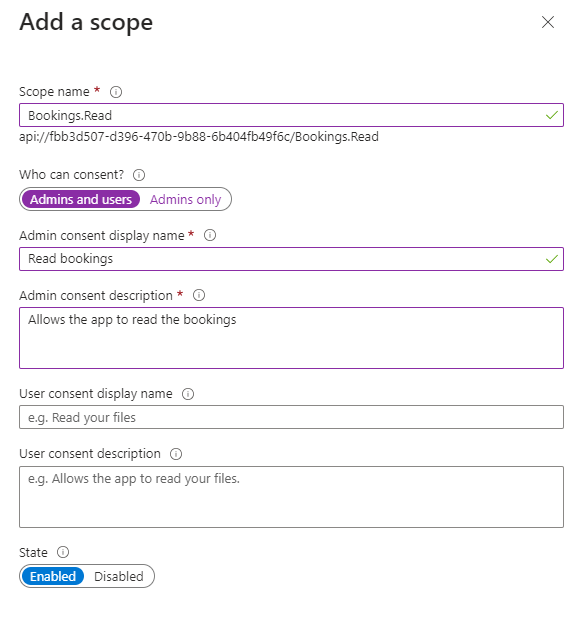 Add a scope
Scope name *
Bookings.Read
api://fbb3d507-d396-470b-9b88-6b404fb49f6c/Bookings.Read
Who can consent?
Admins and users Admins only
Admin consent display name *
Read bookings
Admin consent description *
Allows the app to read the bookings
User consent display name
e.g. Read your files
User consent description
e.g. Allows the app to read your files.
State
Enabled Disabled